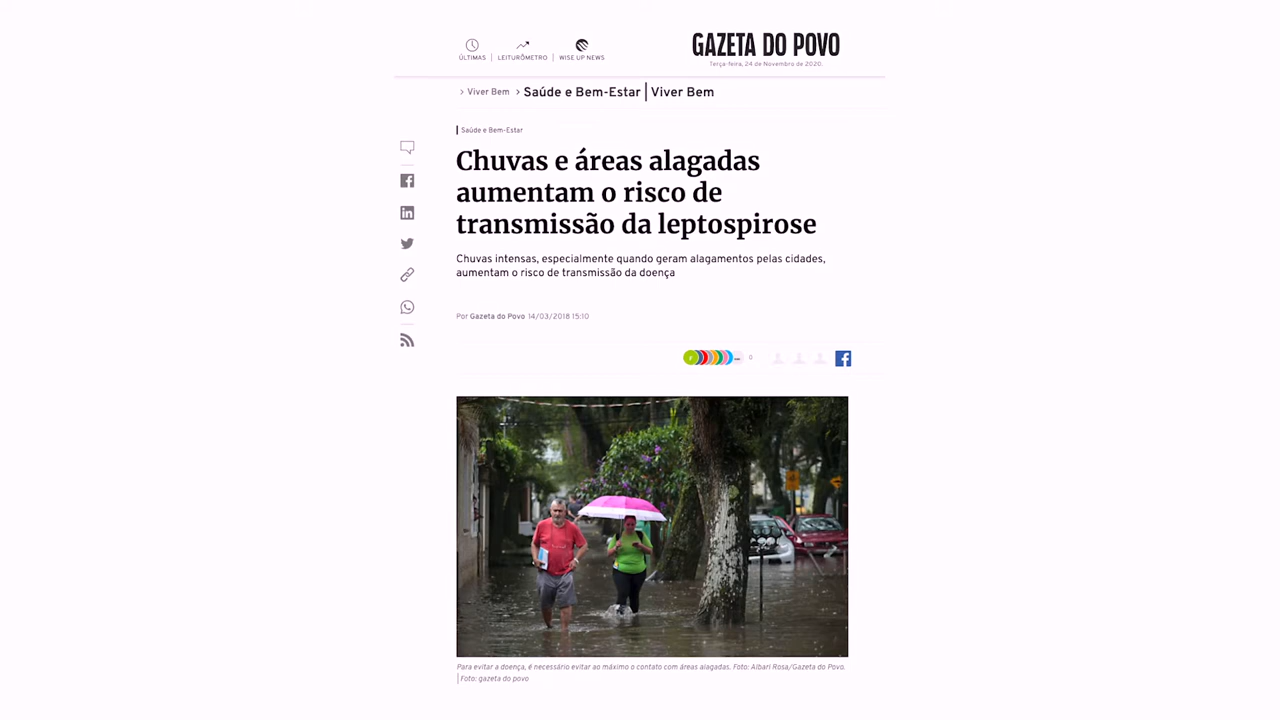 ÚLTIMAS
LEITURÔMETRO
WISE UP NEWS
GAZETA DO POVO
Terça-feira, 24 de Novembro de 2020.
> Viver Bem > Saúde e Bem-Estar | Viver Bem
Saúde e Bem-Estar
Chuvas e áreas alagadas
aumentam o risco de
transmissão da leptospirose
Chuvas intensas, especialmente quando geram alagamentos pelas cidades,
aumentam o risco de transmissão da doença
Por Gazeta do Povo 14/03/2018 15:10
0
Para evitar a doença, é necessário evitar ao máximo o contato com áreas alagadas. Foto: Albari Rosa/Gazeta do Povo.
| Foto: gazeta do povo